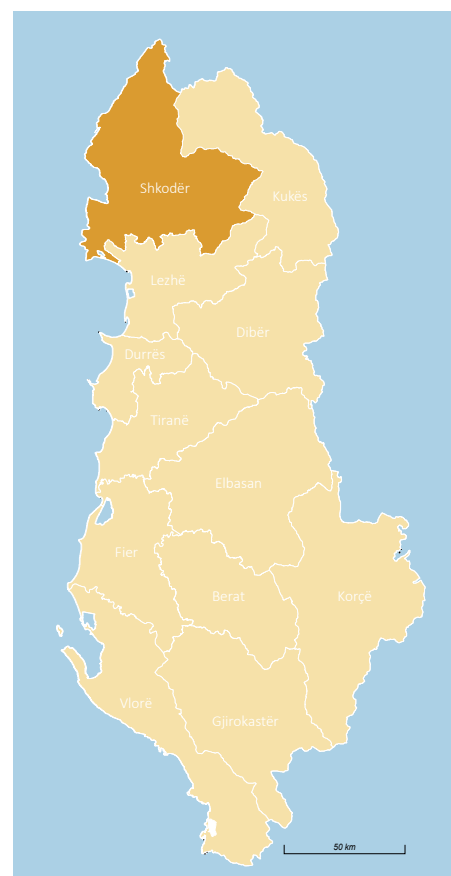 Shkodër
Kukës
Lezhë
Dibër
Durrës
Tiranë
Elbasan
Fier
Berat
Korçë
Vlorë
Gjirokastër
50 km